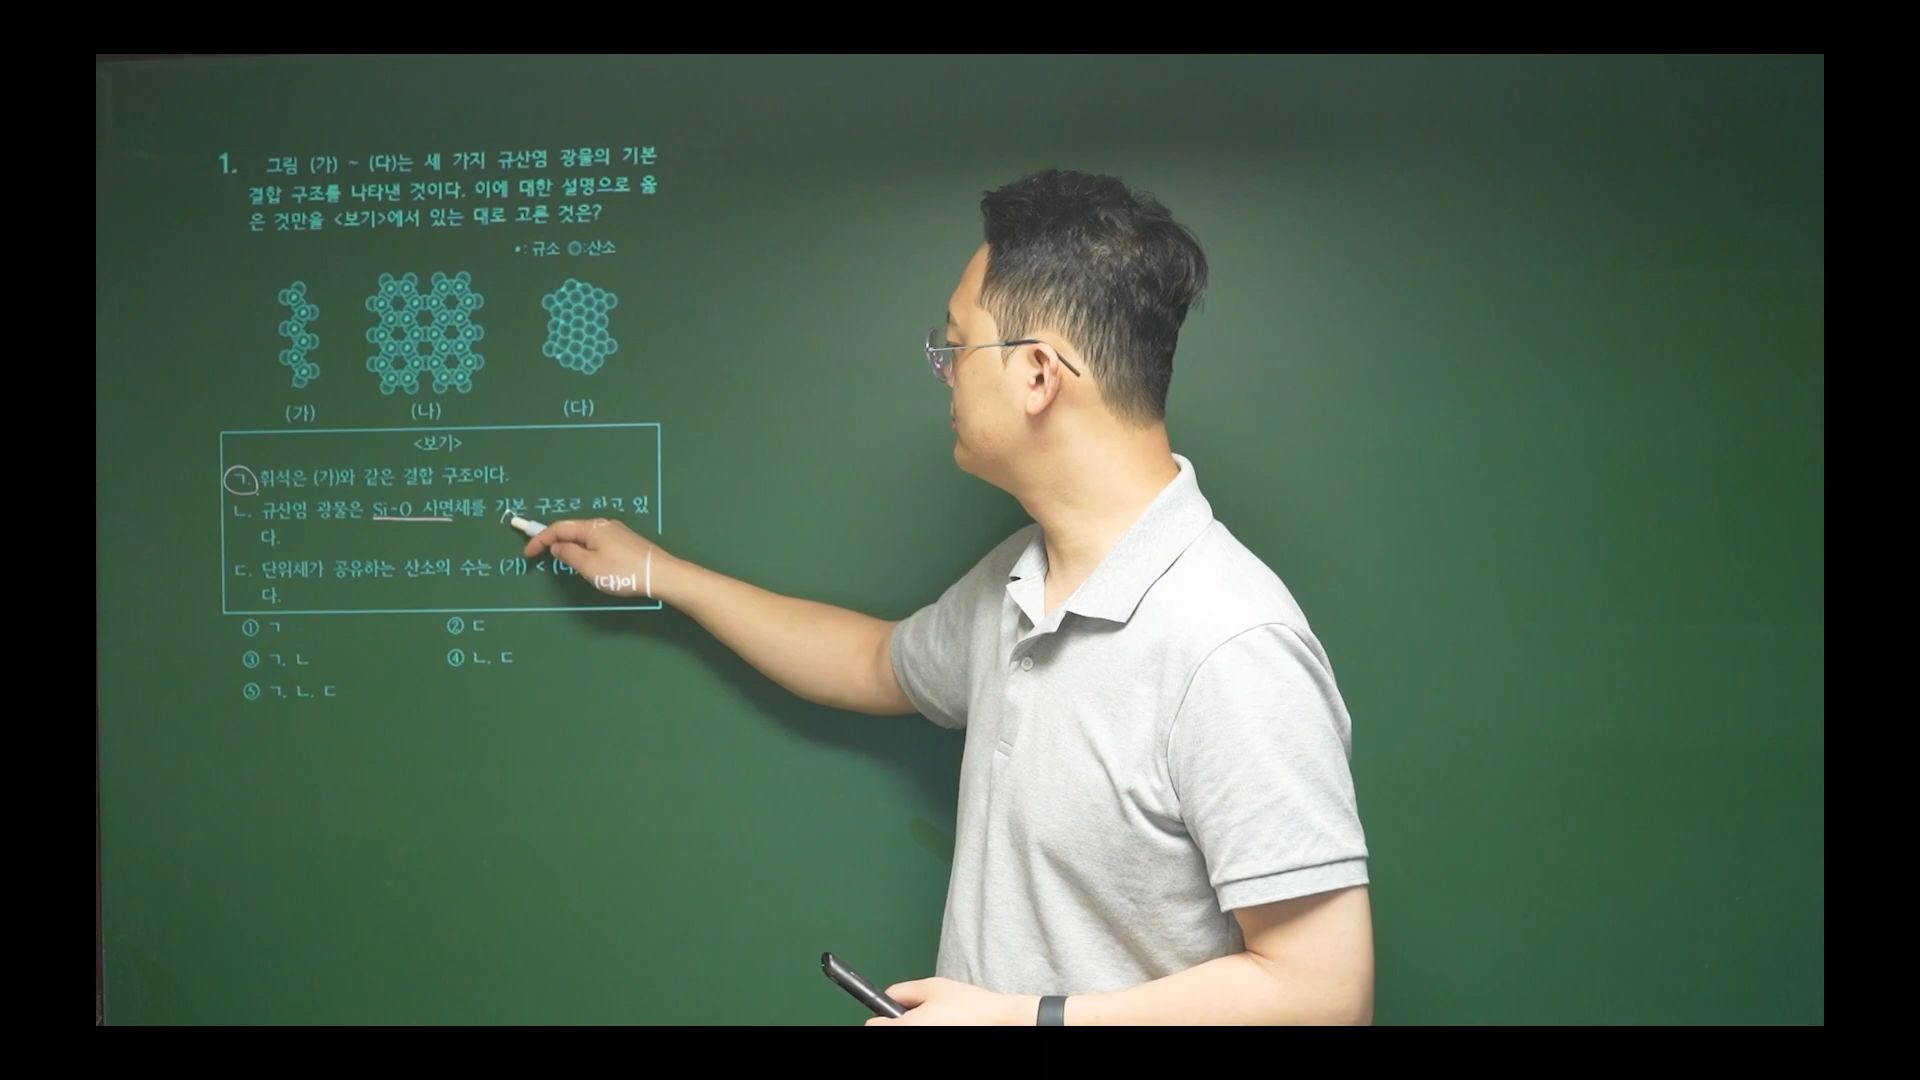 1. 그림 (가) ~ (다)는 세 가지 규산염 광물의 기본
결합 구조를 나타낸 것이다. 이에 대한 설명으로 옳
은 것만을 <보기>에서 있는 대로 고른 것은?
•: 규소 ◎:산소
(가) (나) (다)
<보기>
ㄱ. 휘석은 (가)와 같은 결합 구조이다.
ㄴ. 규산염 광물은 Si-O 사면체를 기본 구조로 하고 있
다.
ㄷ. 단위체가 공유하는 산소의 수는 (가) < (다)이
다.
① ㄱ ② ㄷ
③ ㄱ, ㄴ ④ ㄴ, ㄷ
⑤ ㄱ, ㄴ, ㄷ